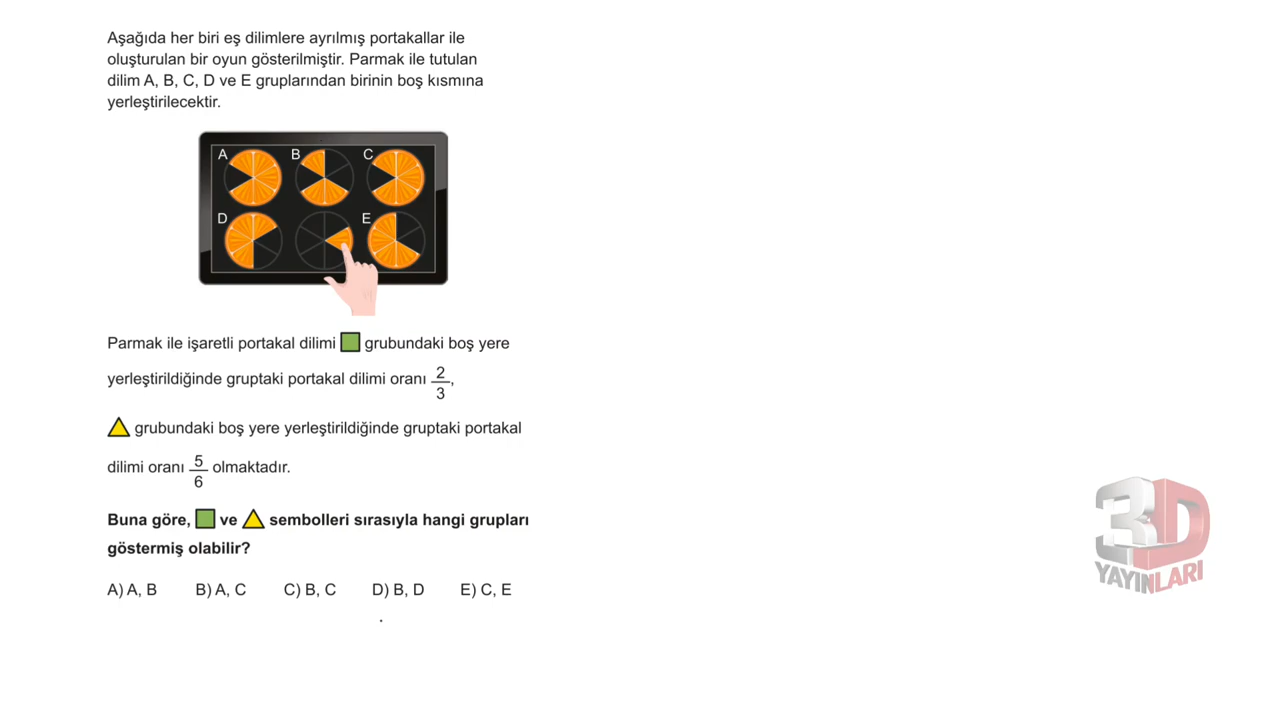 Aşağıda her biri eş dilimlere ayrılmış portakallar ile
oluşturulan bir oyun gösterilmiştir. Parmak ile tutulan
dilim A, B, C, D ve E gruplarından birinin boş kısmına
yerleştirilecektir.
A B C
D E
Parmak ile işaretli portakal dilimi grubundaki boş yere
yerleştirildiğinde gruptaki portakal dilimi oranı 2/3,
grubundaki boş yere yerleştirildiğinde gruptaki portakal
dilimi oranı 5/6 olmaktadır.
Buna göre, ve sembolleri sırasıyla hangi grupları
göstermiş olabilir?
A) A, B B) A, C C) B, C D) B, D E) C, E
3D
YAYINLARI